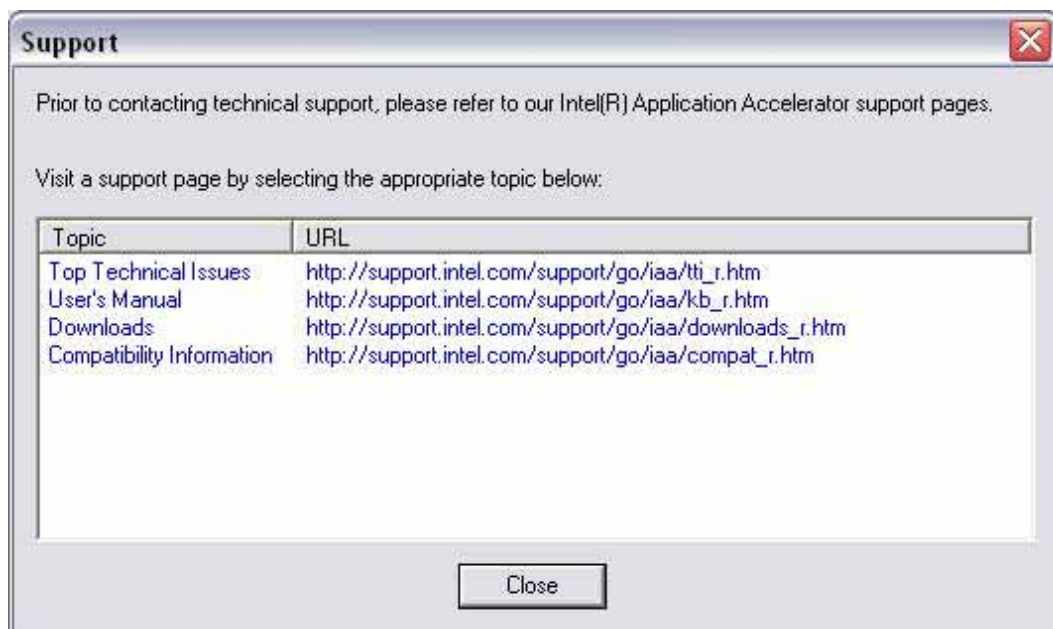 Support
Prior to contacting technical support, please refer to our Intel(R) Application Accelerator support pages.
Visit a support page by selecting the appropriate topic below:
Topic URL
Top Technical Issues http://support.intel.com/support/go/iaa/tti_r.htm
User's Manual http://support.intel.com/support/go/iaa/kb_r.htm
Downloads http://support.intel.com/support/go/iaa/downloads_r.htm
Compatibility Information http://support.intel.com/support/go/iaa/compat_r.htm
Close